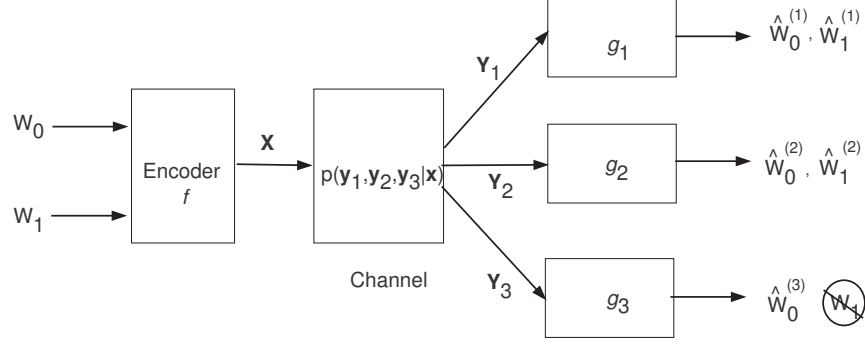 W₀
W₁
Encoder
f
X
p(y₁,y₂,y₃|x)
Channel
Y₁
Y₂
Y₃
g₁
g₂
g₃
Ŵ₀⁽¹⁾, Ŵ₁⁽¹⁾
Ŵ₀⁽²⁾, Ŵ₁⁽²⁾
Ŵ₀⁽³⁾ W₁